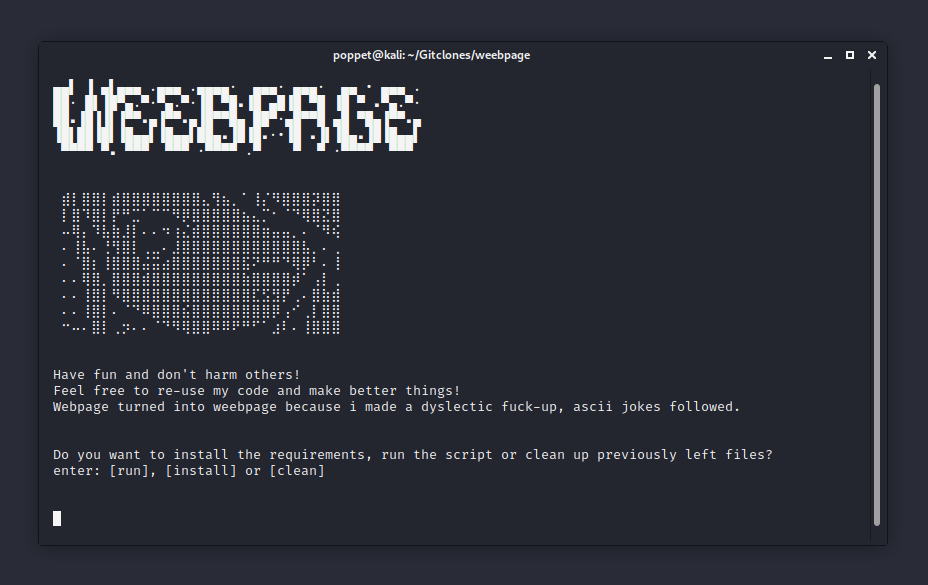 poppet@kali: ~/Gitclones/weebpage
WEEBPAGE
Have fun and don't harm others!
Feel free to re-use my code and make better things!
Webpage turned into weebpage because i made a dyslectic fuck-up, ascii jokes followed.
Do you want to install the requirements, run the script or clean up previously left files?
enter: [run], [install] or [clean]